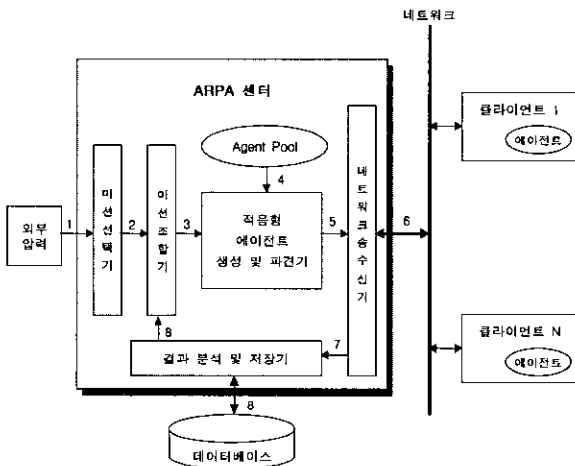 네트워크
ARPA 센터
Agent Pool
4
외부
압력
1
미션선택기
2
미션조합기
3
적응형
에이전트
생성 및 파견기
5
네트워크송수신기
6
클라이언트 1
에이전트
클라이언트 N
에이전트
8
결과 분석 및 저장기
7
8
데이터베이스